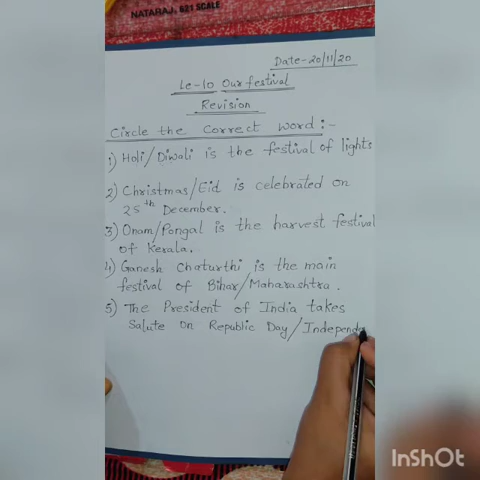 NATARAJ. 621 SCALE
Date-20/11/20
Le-10 Our festival
Revision
Circle the Correct Word:-
1) Holi/Diwali is the festival of lights
2) Christmas/Eid is celebrated on
25th December.
3) Onam/Pongal is the harvest festival
of Kerala.
4) Ganesh Chaturthi is the main
festival of Bihar/Maharashtra.
5) The President of India takes
Salute on Republic Day/Independa
InShOt